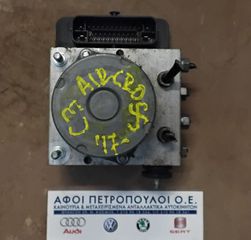 C3 AIRCROSS
'17-
ΑΦΟΙ ΠΕΤΡΟΠΟΥΛΟΙ Ο.Ε.
ΚΑΙΝΟΥΡΙΑ & ΜΕΤΑΧΕΙΡΙΣΜΕΝΑ ΑΝΤΑΛΛΑΚΤΙΚΑ ΑΥΤΟΚΙΝΗΤΩΝ
Audi
SEAT